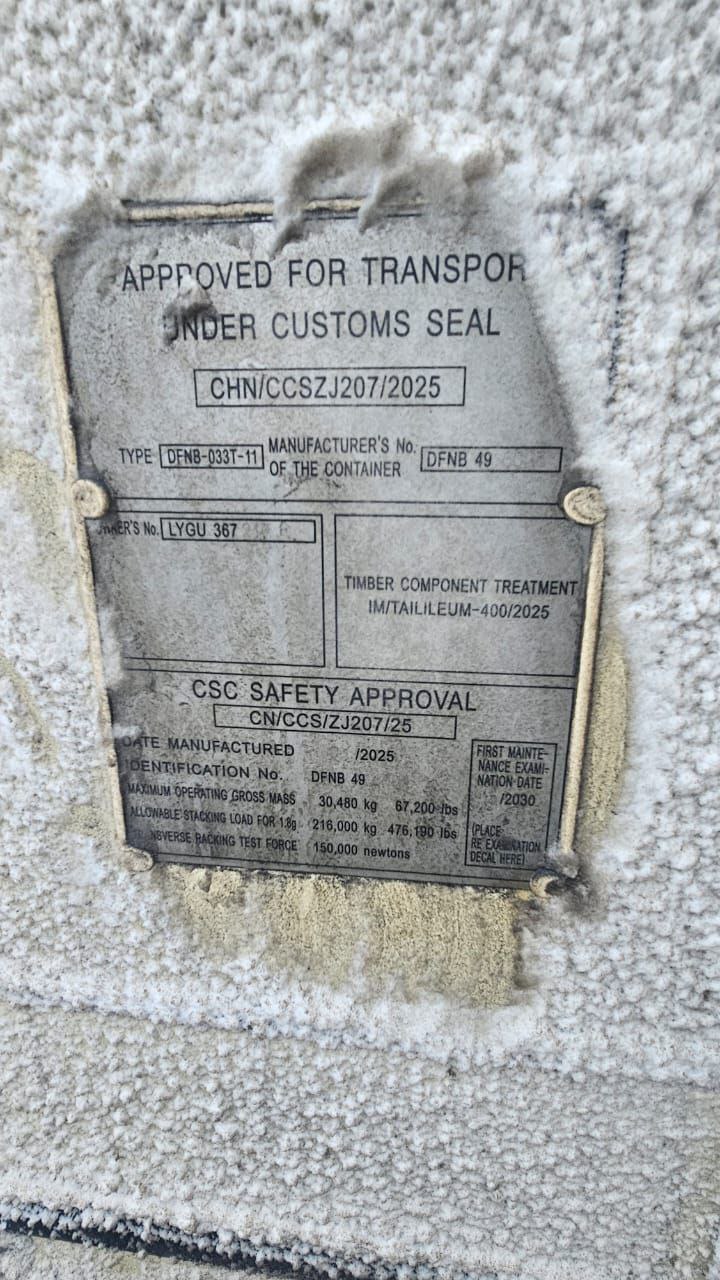 APPROVED FOR TRANSPOR
UNDER CUSTOMS SEAL
CHN/CCSZJ207/2025
TYPE DFNB-033T-11 MANUFACTURER'S No. OF THE CONTAINER DFNB 49
OWNER'S No. LYGU 367
TIMBER COMPONENT TREATMENT
IM/TAILILEUM-400/2025
CSC SAFETY APPROVAL
CN/CCS/ZJ207/25
DATE MANUFACTURED /2025
IDENTIFICATION No. DFNB 49
MAXIMUM OPERATING GROSS MASS 30,480 kg 67,200 lbs
ALLOWABLE STACKING LOAD FOR 1.8g 216,000 kg 476,190 lbs
TRANSVERSE RACKING TEST FORCE 150,000 newtons
FIRST MAINTE-
NANCE EXAMI-
NATION DATE
/2030
(PLACE
RE EXAMINATION
DECAL HERE)